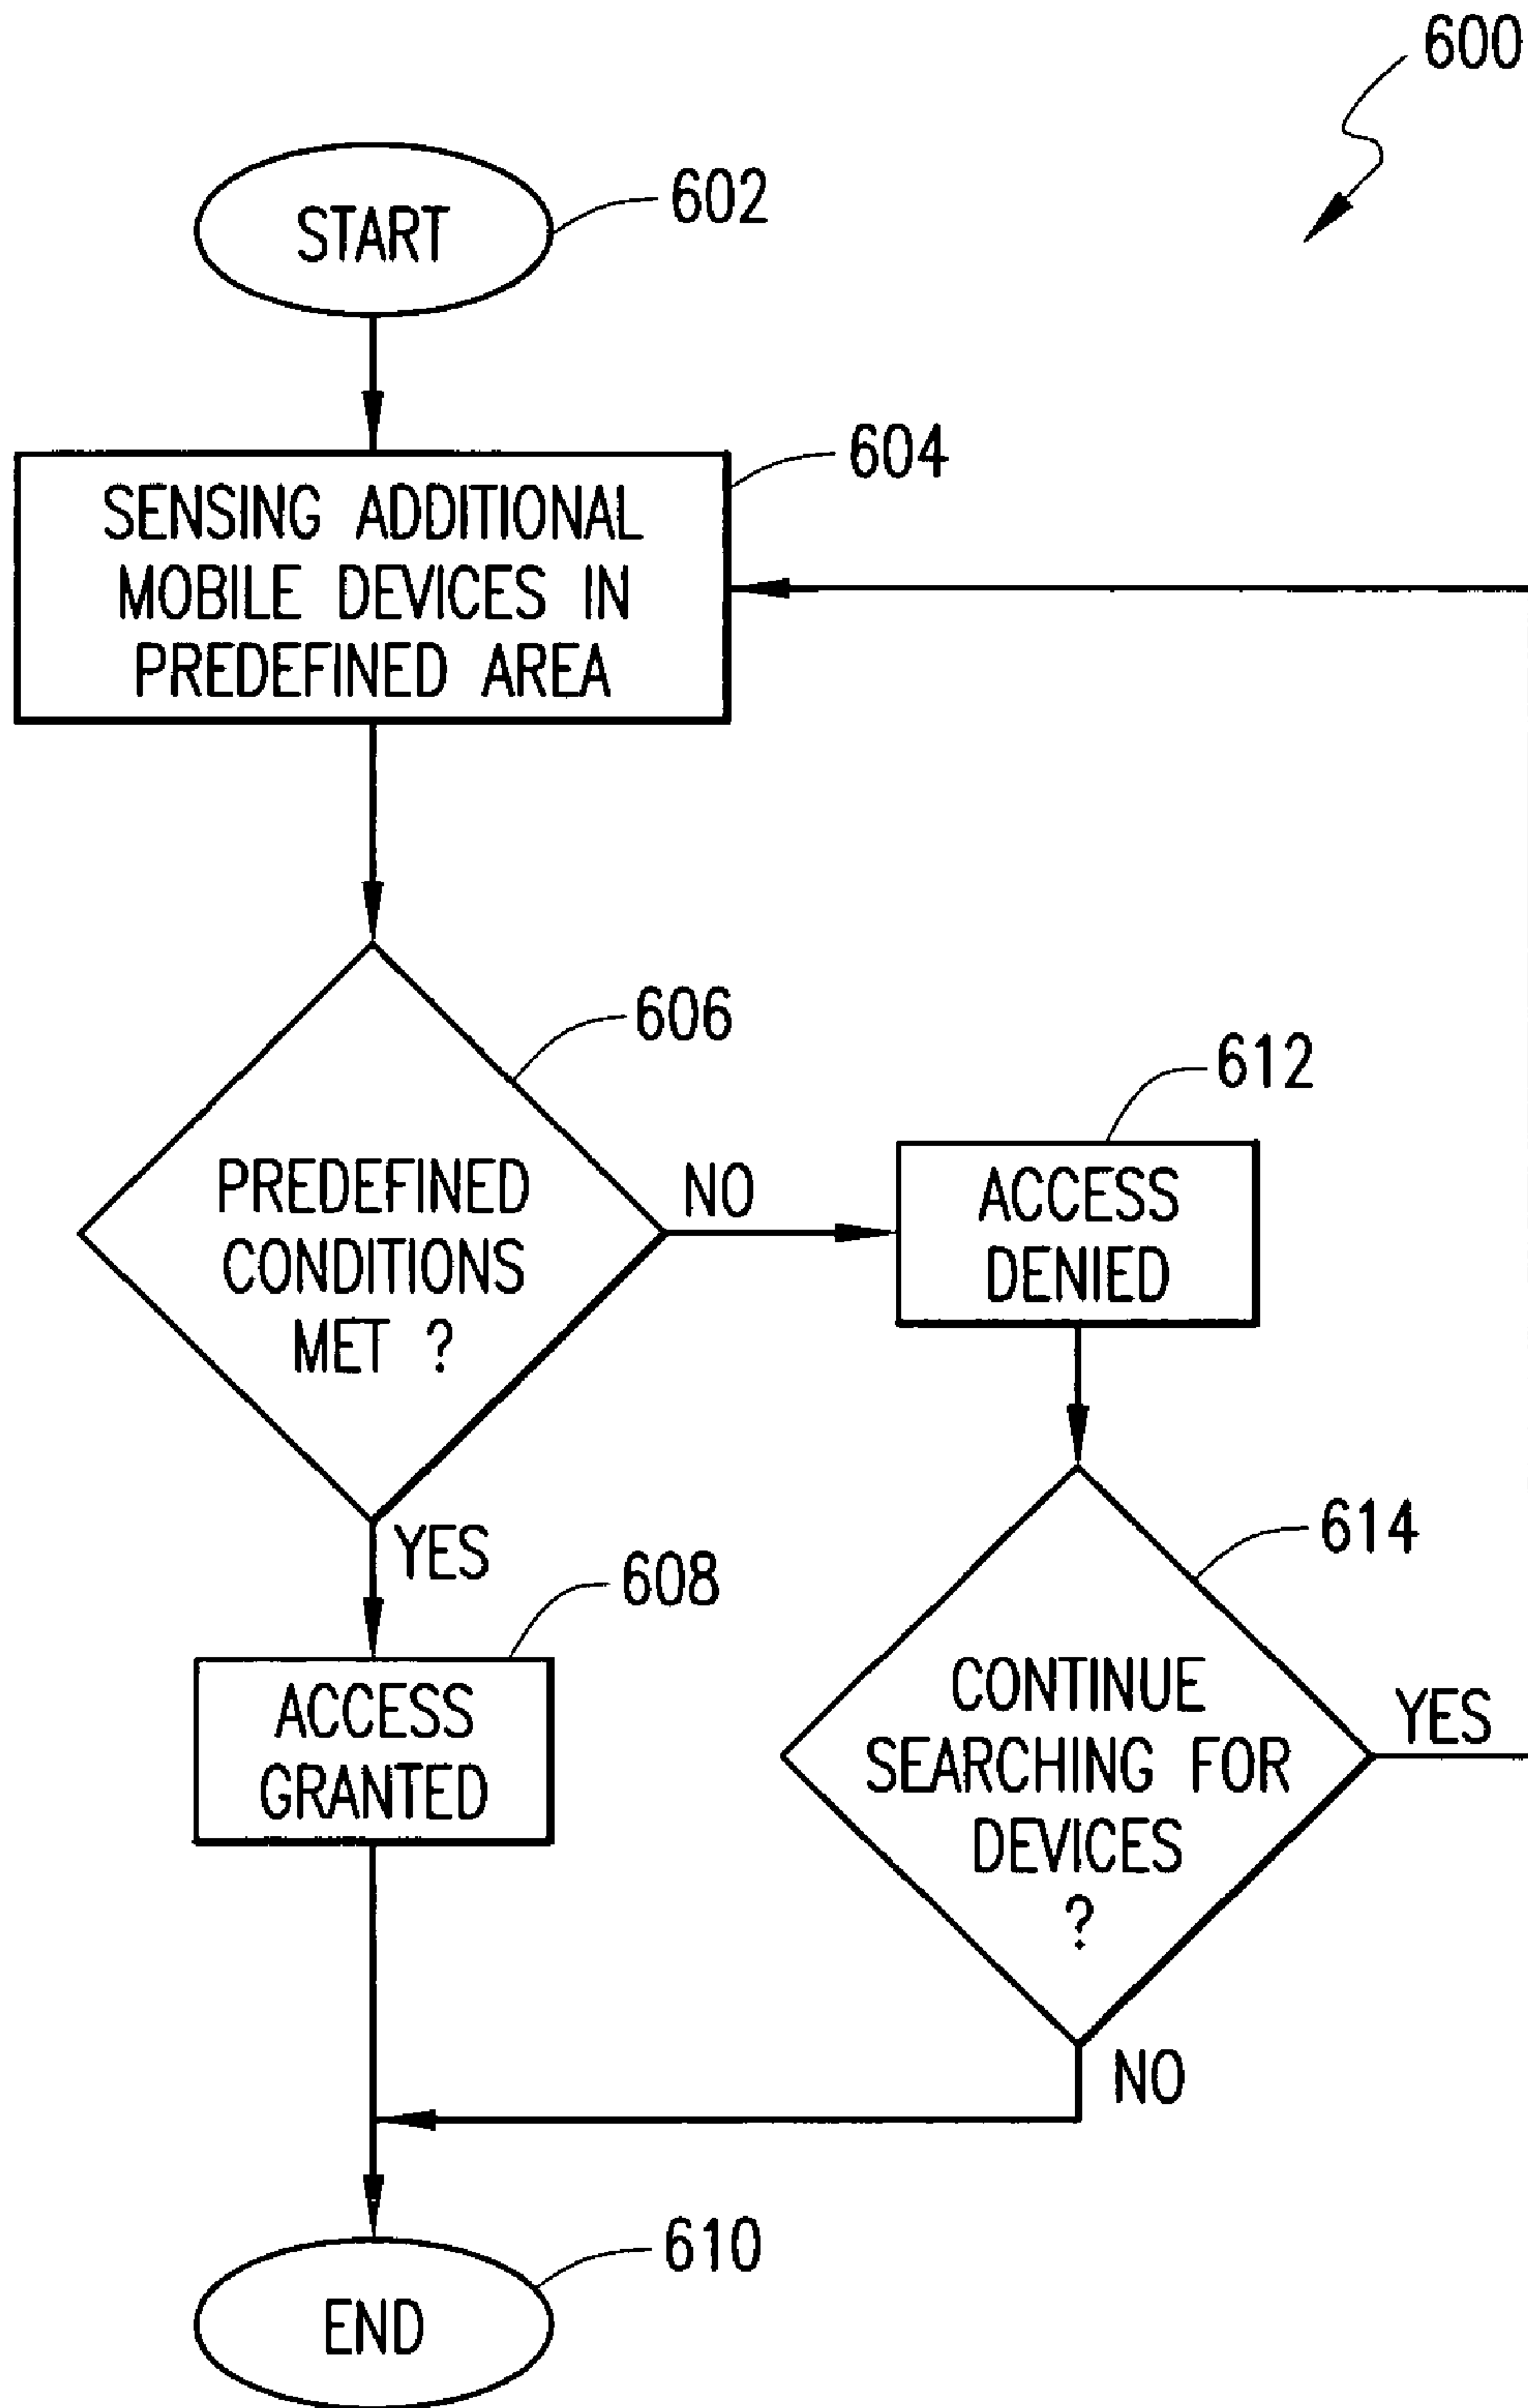 600
START
602
604
SENSING ADDITIONAL
MOBILE DEVICES IN
PREDEFINED AREA
606
PREDEFINED
CONDITIONS
MET ?
NO
612
ACCESS
DENIED
YES
608
ACCESS
GRANTED
614
CONTINUE
SEARCHING FOR
DEVICES
?
YES
NO
610
END